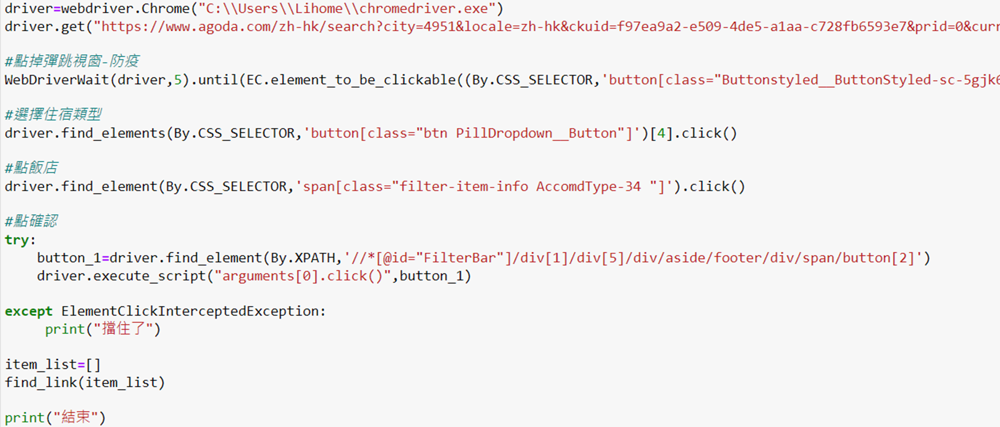 driver=webdriver.Chrome("C:\\Users\\Lihome\\chromedriver.exe")
driver.get("https://www.agoda.com/zh-hk/search?city=4951&locale=zh-hk&ckuid=f97ea9a2-e509-4de5-a1aa-c728fb6593e7&prid=0&curr
#點掉彈跳視窗-防疫
WebDriverWait(driver,5).until(EC.element_to_be_clickable((By.CSS_SELECTOR,'button[class="Buttonstyled__ButtonStyled-sc-5gjk6
#選擇住宿類型
driver.find_elements(By.CSS_SELECTOR,'button[class="btn PillDropdown__Button"]')[4].click()
#點飯店
driver.find_element(By.CSS_SELECTOR,'span[class="filter-item-info AccomdType-34 "]').click()
#點確認
try:
    button_1=driver.find_element(By.XPATH,'//*[@id="FilterBar"]/div[1]/div[5]/div/aside/footer/div/span/button[2]')
    driver.execute_script("arguments[0].click()",button_1)
except ElementClickInterceptedException:
     print("擋住了")
item_list=[]
find_link(item_list)
print("結束")